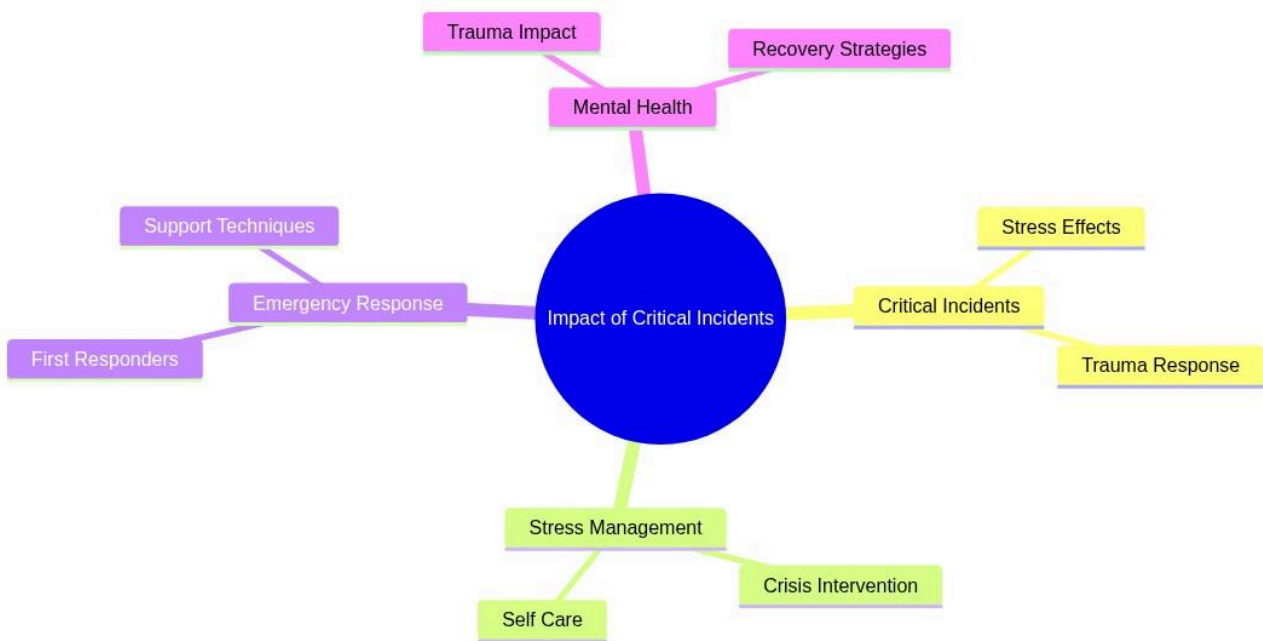 Trauma Impact
Recovery Strategies
Mental Health
Support Techniques
Stress Effects
Emergency Response
Impact of Critical Incidents
Critical Incidents
First Responders
Trauma Response
Stress Management
Crisis Intervention
Self Care